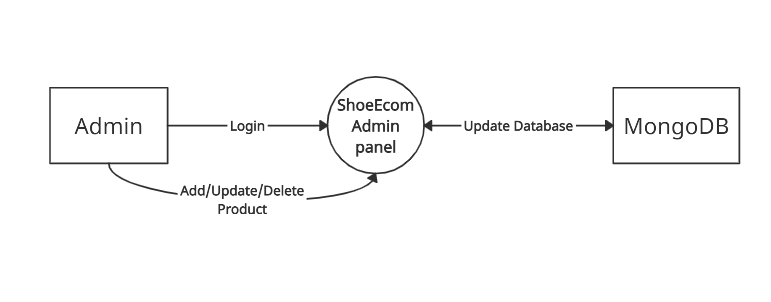 ShoeEcom
Admin
panel
Admin
Login
Update Database
MongoDB
Add/Update/Delete
Product